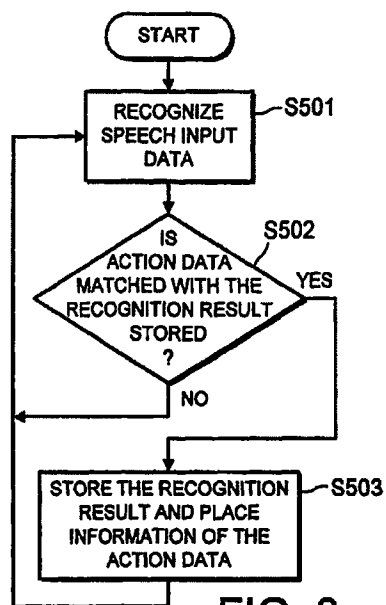 START
RECOGNIZE
SPEECH INPUT
DATA
S501
IS
ACTION DATA
MATCHED WITH THE
RECOGNITION RESULT
STORED
?
S502
YES
NO
STORE THE RECOGNITION
RESULT AND PLACE
INFORMATION OF THE
ACTION DATA
S503